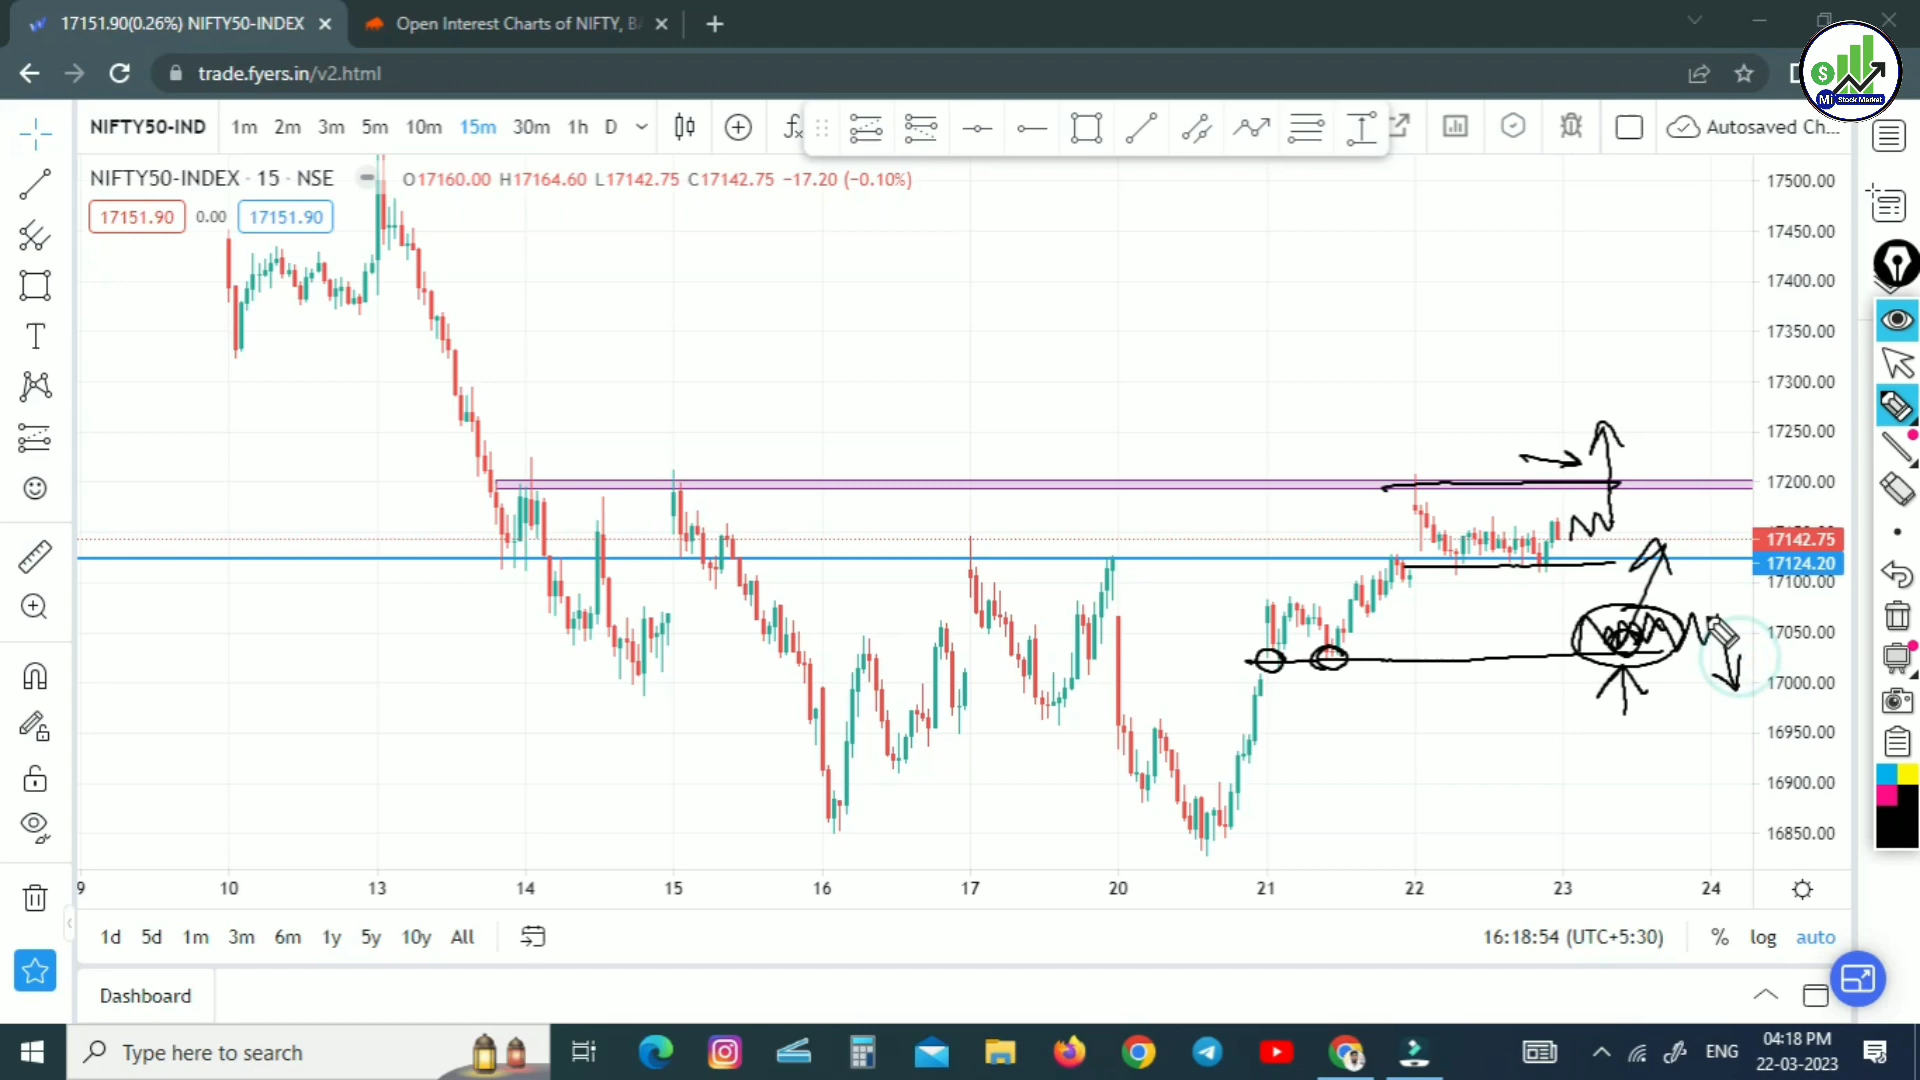 17151.90(0.26%) NIFTY50-INDEX
Open Interest Charts of NIFTY, B
trade.fyers.in/v2.html
Mi Stock Market
NIFTY50-IND 1m 2m 3m 5m 10m 15m 30m 1h D
Autosaved Ch...
NIFTY50-INDEX · 15 · NSE O17160.00 H17164.60 L17142.75 C17142.75 −17.20 (−0.10%)
17151.90 0.00 17151.90
17500.00
17450.00
17400.00
17350.00
17300.00
17250.00
17200.00
17142.75
17124.20
17100.00
17050.00
17000.00
16950.00
16900.00
16850.00
9 10 13 14 15 16 17 20 21 22 23 24
1d 5d 1m 3m 6m 1y 5y 10y All 16:18:54 (UTC+5:30) % log auto
Dashboard
Type here to search
ENG
04:18 PM
22-03-2023